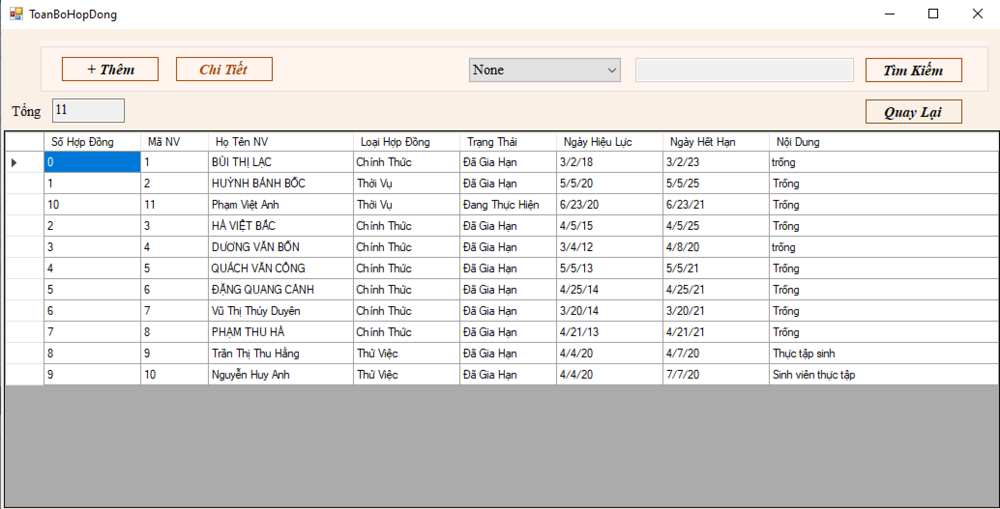 ToanBoHopDong
+ Thêm Chi Tiết None Tìm Kiếm
Tổng 11 Quay Lại
Số Hợp Đồng Mã NV Họ Tên NV Loại Hợp Đồng Trạng Thái Ngày Hiệu Lực Ngày Hết Hạn Nội Dung
0 1 BÙI THỊ LẠC Chính Thức Đã Gia Hạn 3/2/18 3/2/23 trống
1 2 HUỲNH BÁNH BỐC Thời Vụ Đã Gia Hạn 5/5/20 5/5/25 Trống
10 11 Phạm Việt Anh Thời Vụ Đang Thực Hiện 6/23/20 6/23/21 Trống
2 3 HÀ VIỆT BẮC Chính Thức Đã Gia Hạn 4/5/15 4/5/25 Trống
3 4 DƯƠNG VĂN BỐN Chính Thức Đã Gia Hạn 3/4/12 4/8/20 trống
4 5 QUÁCH VĂN CÔNG Chính Thức Đã Gia Hạn 5/5/13 5/5/21 Trống
5 6 ĐẶNG QUANG CẢNH Chính Thức Đã Gia Hạn 4/25/14 4/25/21 Trống
6 7 Vũ Thị Thúy Duyên Chính Thức Đã Gia Hạn 3/20/14 3/20/21 Trống
7 8 PHẠM THU HÀ Chính Thức Đã Gia Hạn 4/21/13 4/21/21 Trống
8 9 Trần Thị Thu Hằng Thử Việc Đã Gia Hạn 4/4/20 4/7/20 Thực tập sinh
9 10 Nguyễn Huy Anh Thử Việc Đã Gia Hạn 4/4/20 7/7/20 Sinh viên thực tập